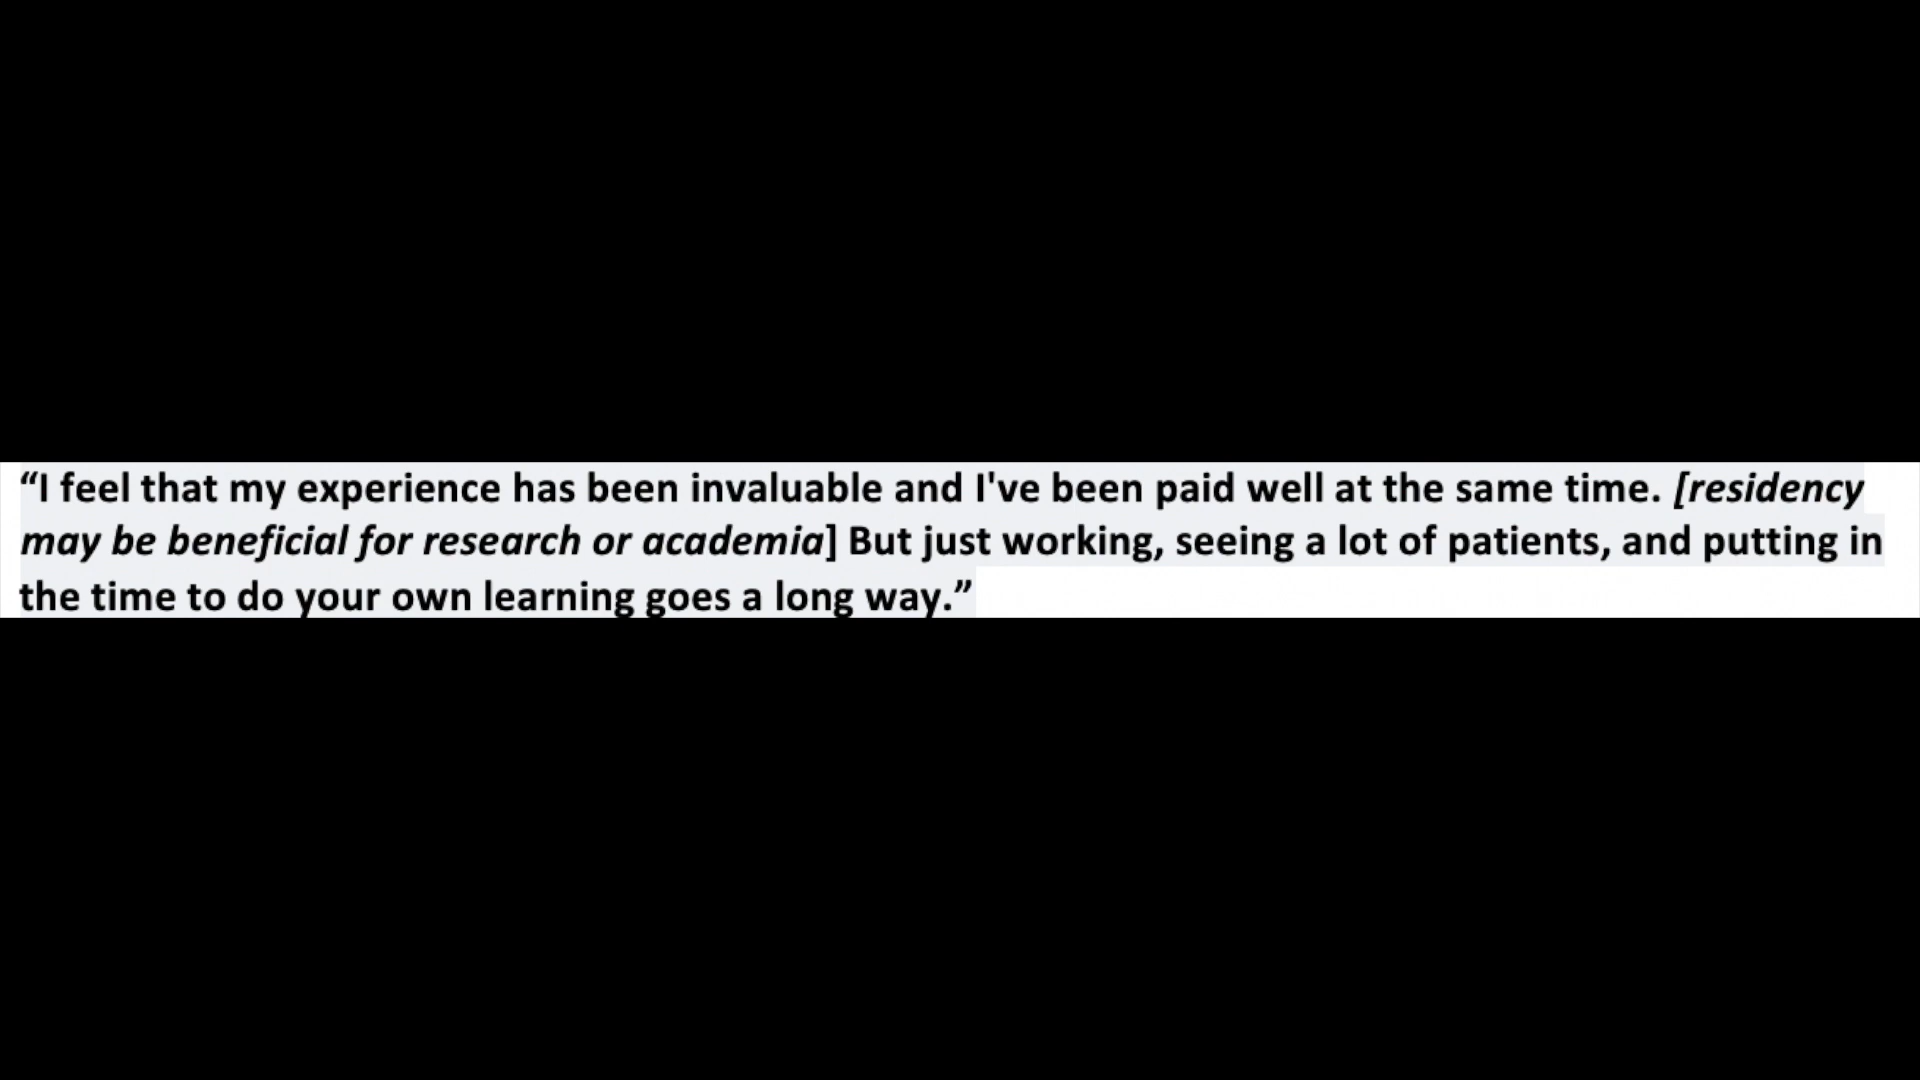 “I feel that my experience has been invaluable and I've been paid well at the same time. [residency
may be beneficial for research or academia] But just working, seeing a lot of patients, and putting in
the time to do your own learning goes a long way.”